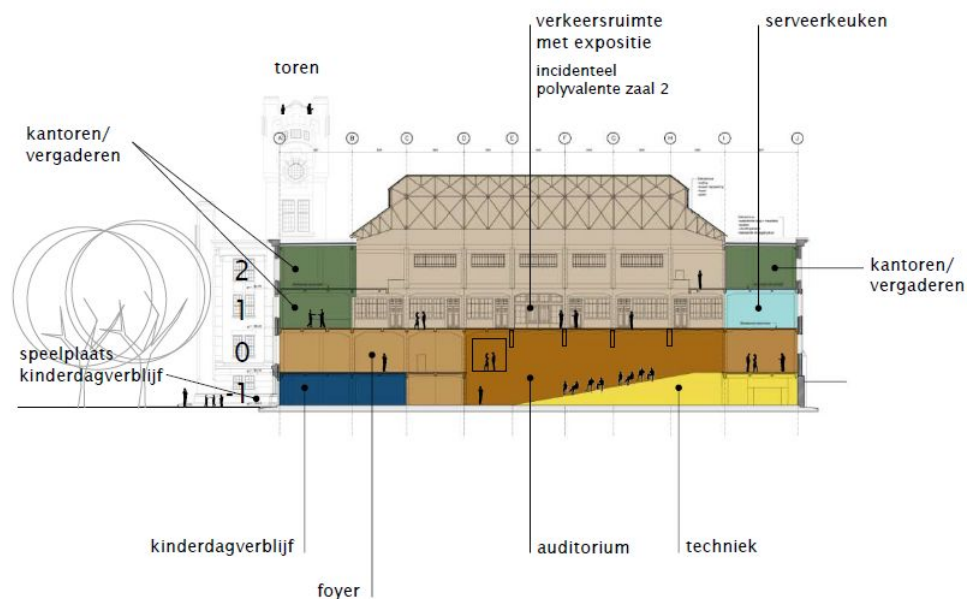 verkeersruimte
met expositie
incidenteel
polyvalente zaal 2
serveerkeuken
toren
kantoren/
vergaderen
A
B
C
D
E
F
G
H
I
J
kantoren/
vergaderen
2
1
0
-1
speelplaats
kinderdagverblijf
kinderdagverblijf
auditorium
techniek
foyer